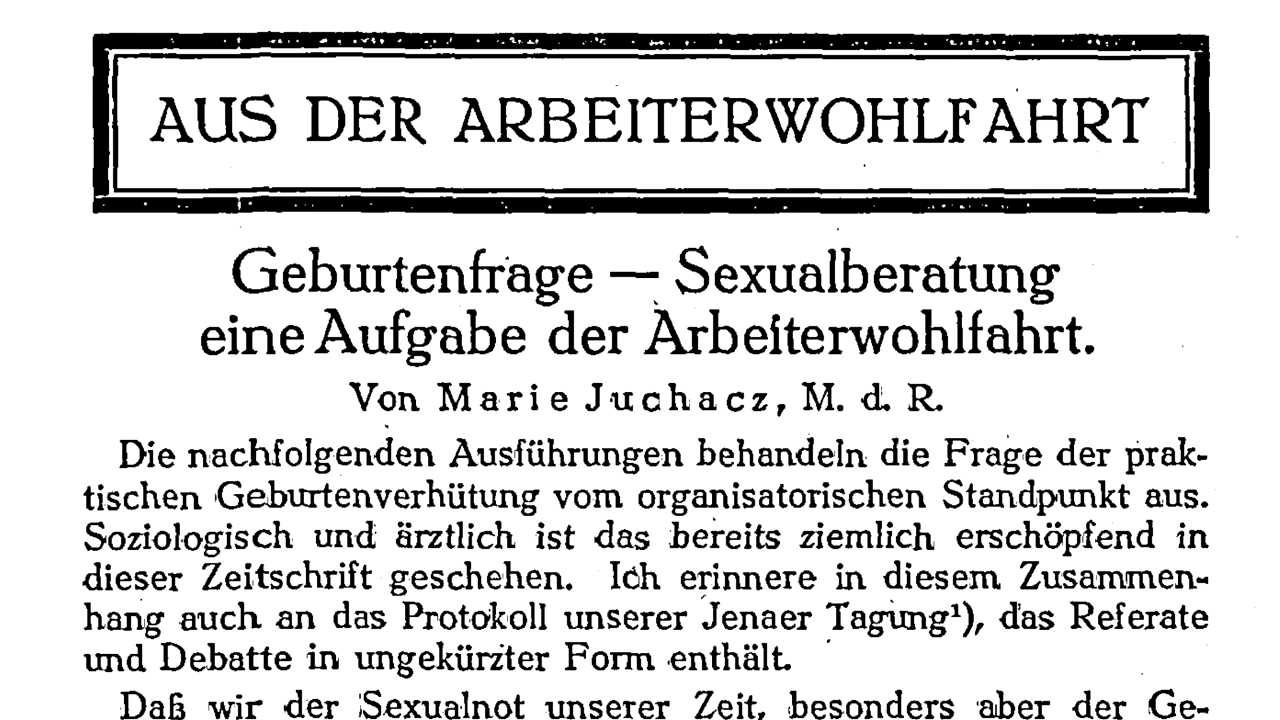 AUS DER ARBEITERWOHLFAHRT
Geburtenfrage — Sexualberatung
eine Aufgabe der Arbeiterwohlfahrt.
Von Marie Juchacz, M. d. R.
Die nachfolgenden Ausführungen behandeln die Frage der prak-
tischen Geburtenverhütung vom organisatorischen Standpunkt aus.
Soziologisch und ärztlich ist das bereits ziemlich erschöpfend in
dieser Zeitschrift geschehen. Ich erinnere in diesem Zusammen-
hang auch an das Protokoll unserer Jenaer Tagung¹), das Referate
und Debatte in ungekürzter Form enthält.
Daß wir der Sexualnot unserer Zeit, besonders aber der Ge-